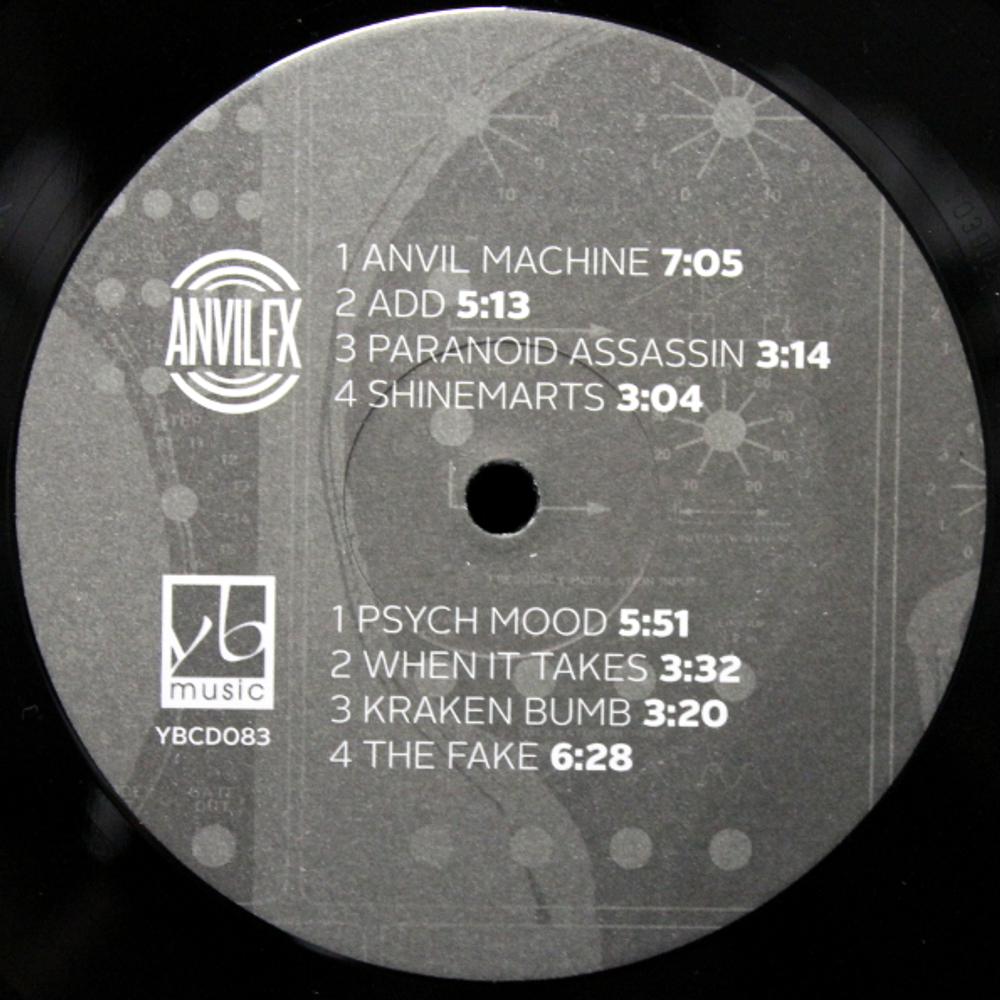 1 ANVIL MACHINE 7:05
2 ADD 5:13
3 PARANOID ASSASSIN 3:14
4 SHINEMARTS 3:04
ANVILFX
1 PSYCH MOOD 5:51
2 WHEN IT TAKES 3:32
3 KRAKEN BUMB 3:20
4 THE FAKE 6:28
yb
music
YBCD083